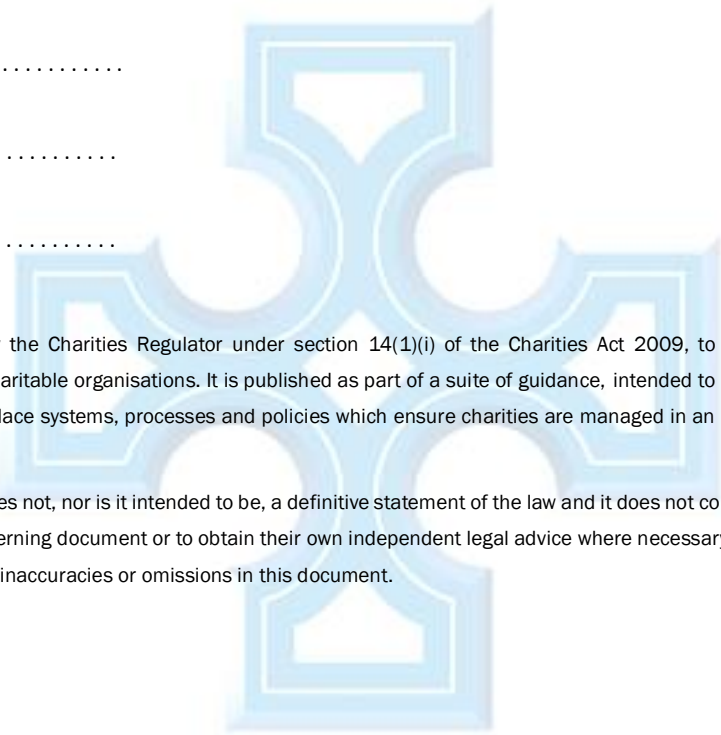 . . . . . . . . . . .
. . . . . . . . . .
. . . . . . . . . .
the Charities Regulator under section 14(1)(i) of the Charities Act 2009, to
aritable organisations. It is published as part of a suite of guidance, intended to
lace systems, processes and policies which ensure charities are managed in an
es not, nor is it intended to be, a definitive statement of the law and it does not co
erning document or to obtain their own independent legal advice where necessary
inaccuracies or omissions in this document.